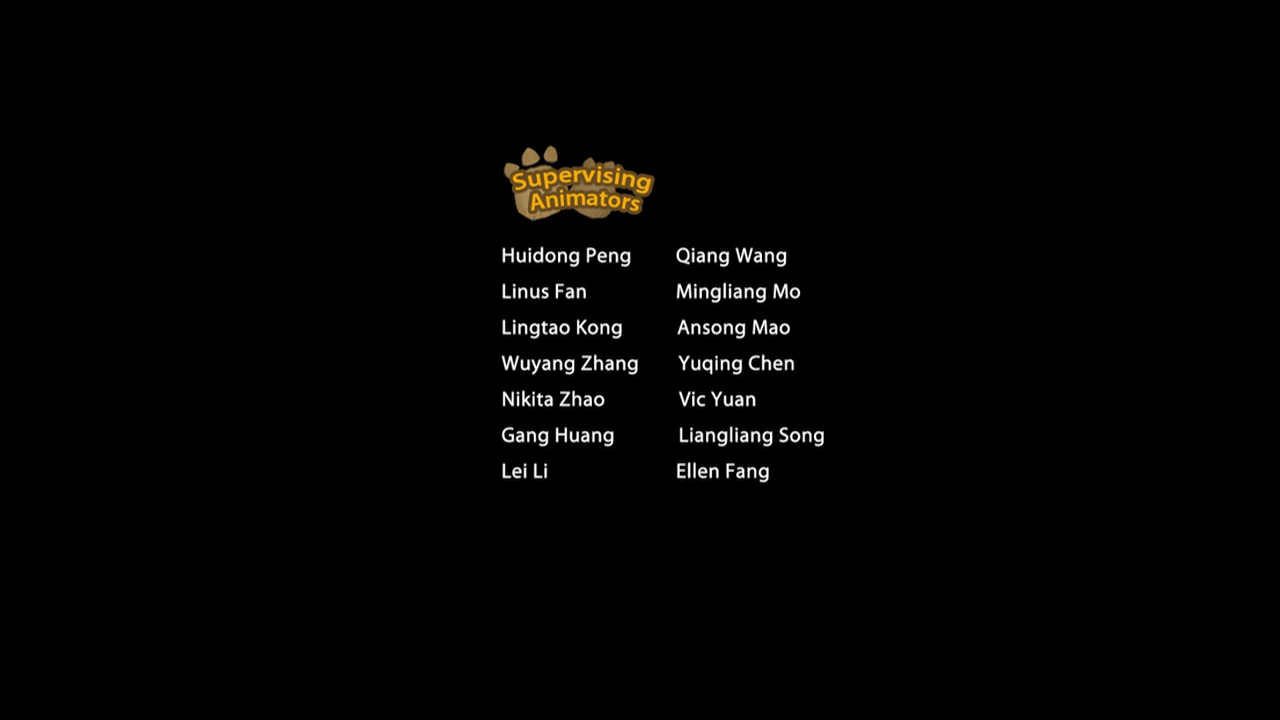 Supervising
Animators
Huidong Peng Qiang Wang
Linus Fan Mingliang Mo
Lingtao Kong Ansong Mao
Wuyang Zhang Yuqing Chen
Nikita Zhao Vic Yuan
Gang Huang Liangliang Song
Lei Li Ellen Fang